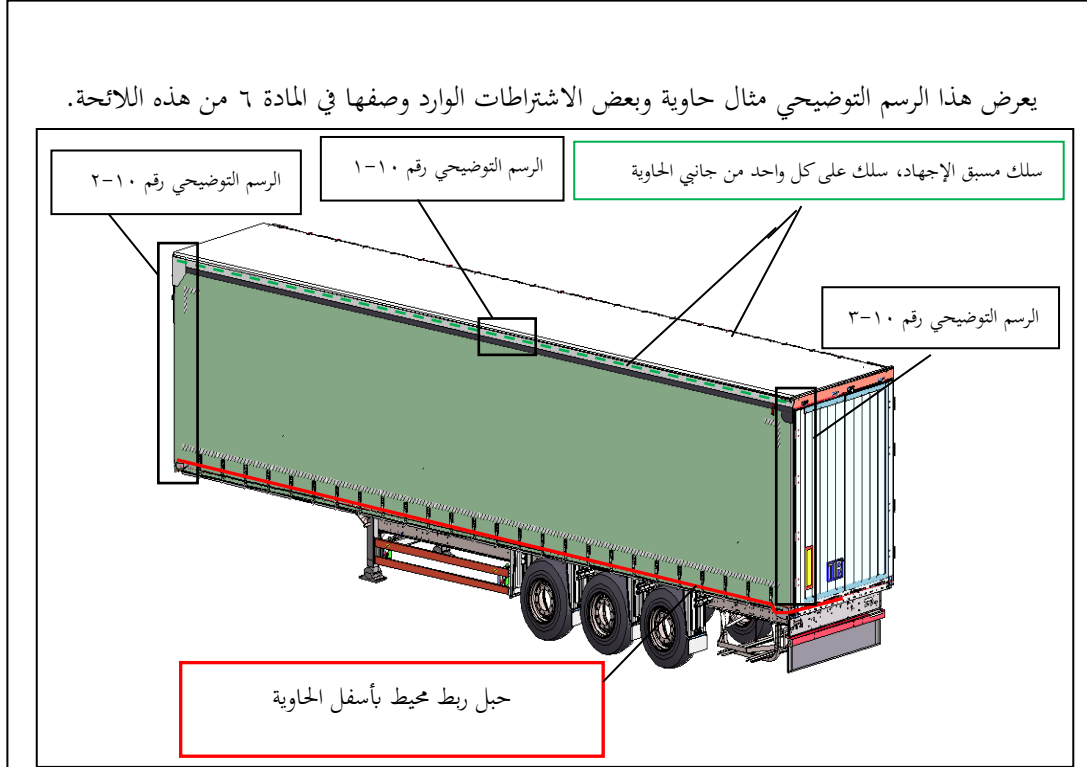 يعرض هذا الرسم التوضيحي مثال حاوية وبعض الاشتراطات الوارد وصفها في المادة ٦ من هذه اللائحة.
سلك مسبق الإجهاد، سلك على كل واحد من جانبي الحاوية
الرسم التوضيحي رقم ١٠-١
الرسم التوضيحي رقم ١٠-٢
الرسم التوضيحي رقم ١٠-٣
حبل ربط محيط بأسفل الحاوية